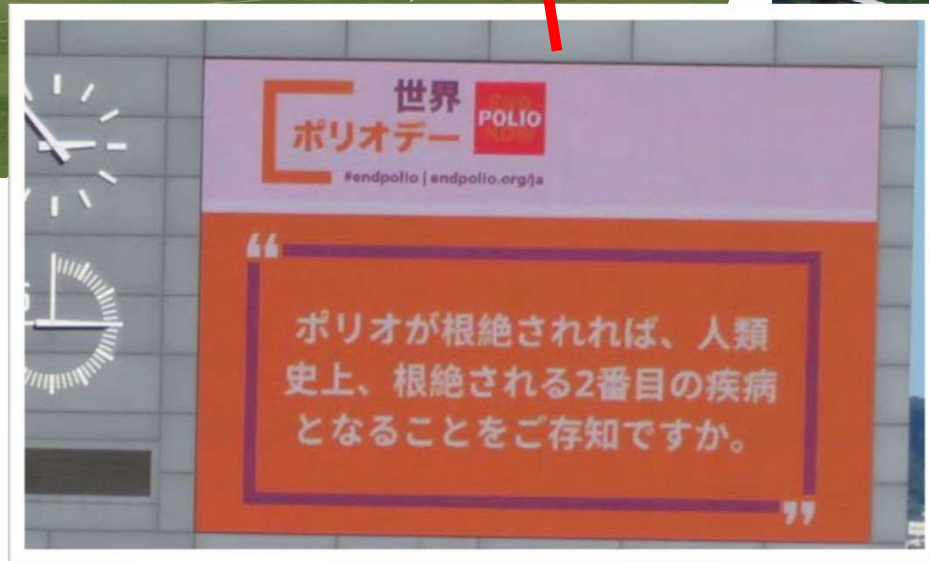 世界
ポリオデー
END
POLIO
NOW
#endpolio | endpolio.org/ja
“
ポリオが根絶されれば、人類
史上、根絶される2番目の疾病
となることをご存知ですか。
”